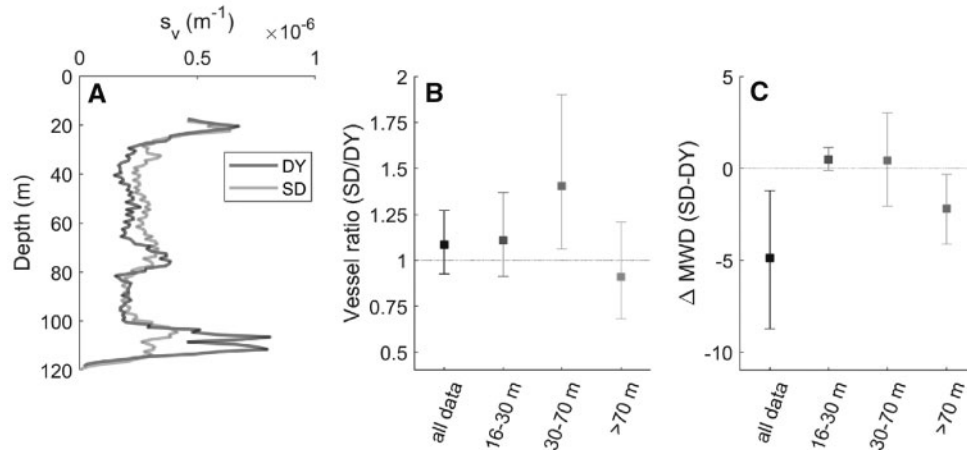 s_v (m⁻¹)
×10⁻⁶
0 0.5 1
A
0
20
40
60
80
100
120
Depth (m)
DY
SD
B
2
1.75
1.5
1.25
1
0.75
0.5
Vessel ratio (SD/DY)
all data
16-30 m
30-70 m
>70 m
C
5
0
-5
-10
Δ MWD (SD-DY)
all data
16-30 m
30-70 m
>70 m